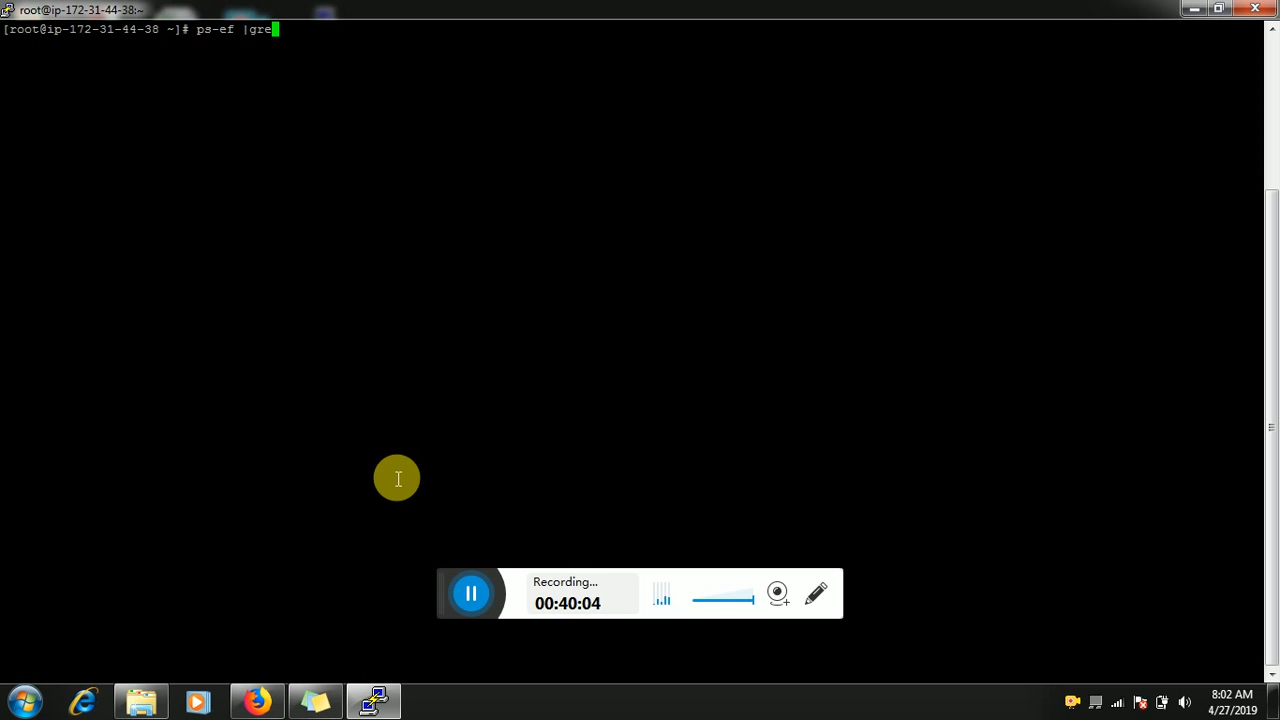 root@ip-172-31-44-38:~
[root@ip-172-31-44-38 ~]# ps-ef |gre
Recording...
00:40:04
8:02 AM
4/27/2019